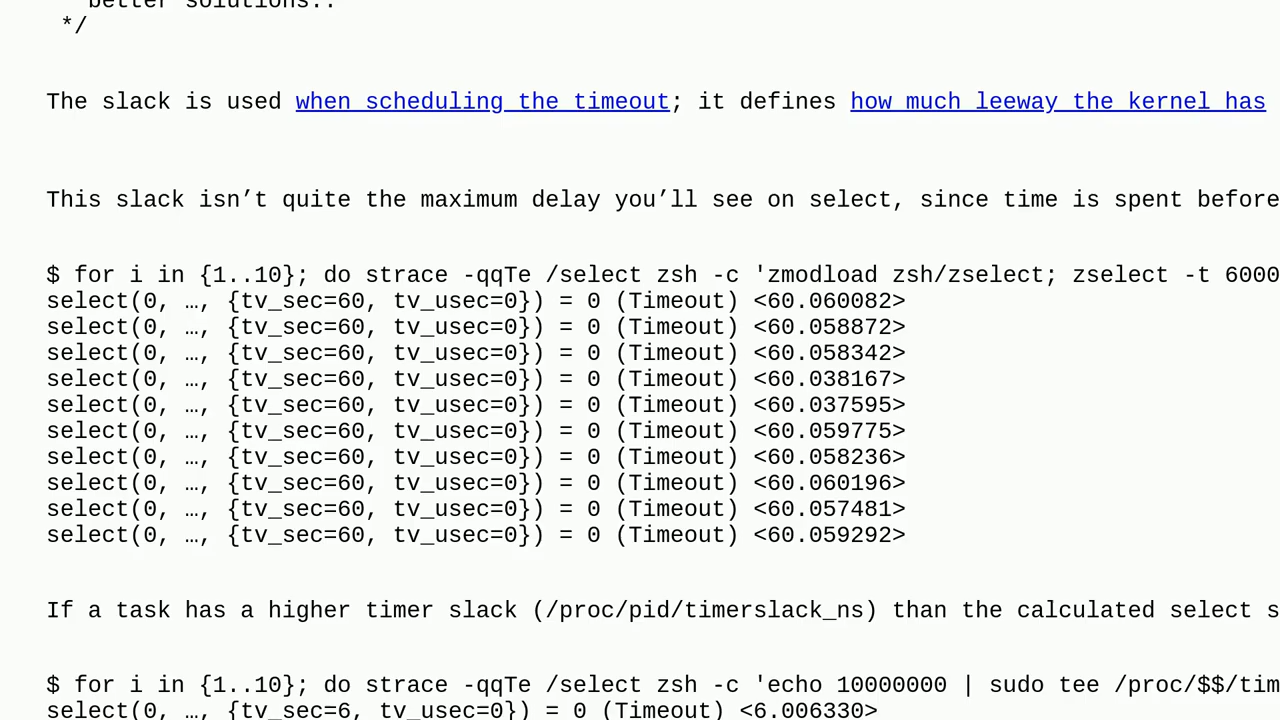 better solutions..
*/
The slack is used when scheduling the timeout; it defines how much leeway the kernel has
This slack isn’t quite the maximum delay you’ll see on select, since time is spent before
$ for i in {1..10}; do strace -qqTe /select zsh -c 'zmodload zsh/zselect; zselect -t 6000
select(0, …, {tv_sec=60, tv_usec=0}) = 0 (Timeout) <60.060082>
select(0, …, {tv_sec=60, tv_usec=0}) = 0 (Timeout) <60.058872>
select(0, …, {tv_sec=60, tv_usec=0}) = 0 (Timeout) <60.058342>
select(0, …, {tv_sec=60, tv_usec=0}) = 0 (Timeout) <60.038167>
select(0, …, {tv_sec=60, tv_usec=0}) = 0 (Timeout) <60.037595>
select(0, …, {tv_sec=60, tv_usec=0}) = 0 (Timeout) <60.059775>
select(0, …, {tv_sec=60, tv_usec=0}) = 0 (Timeout) <60.058236>
select(0, …, {tv_sec=60, tv_usec=0}) = 0 (Timeout) <60.060196>
select(0, …, {tv_sec=60, tv_usec=0}) = 0 (Timeout) <60.057481>
select(0, …, {tv_sec=60, tv_usec=0}) = 0 (Timeout) <60.059292>
If a task has a higher timer slack (/proc/pid/timerslack_ns) than the calculated select s
$ for i in {1..10}; do strace -qqTe /select zsh -c 'echo 10000000 | sudo tee /proc/$$/tim
select(0, …, {tv_sec=6, tv_usec=0}) = 0 (Timeout) <6.006330>